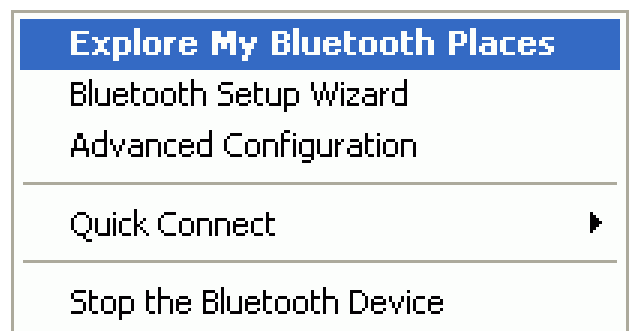 Explore My Bluetooth Places
Bluetooth Setup Wizard
Advanced Configuration
Quick Connect
Stop the Bluetooth Device